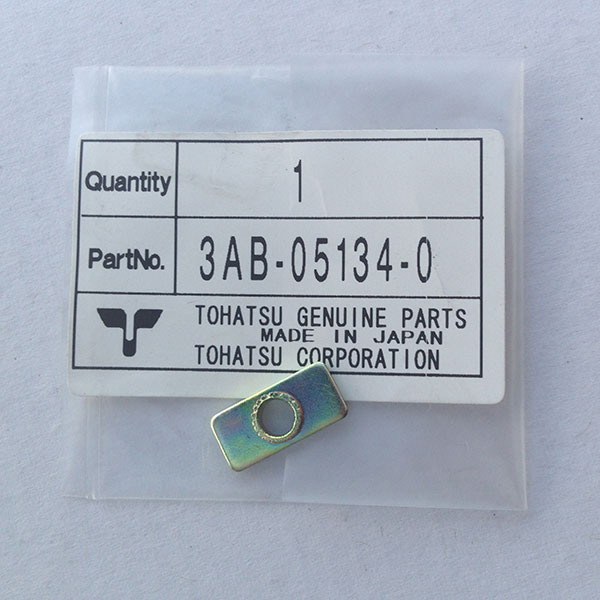 Quantity 1
PartNo. 3AB-05134-0
TOHATSU GENUINE PARTS
MADE IN JAPAN
TOHATSU CORPORATION